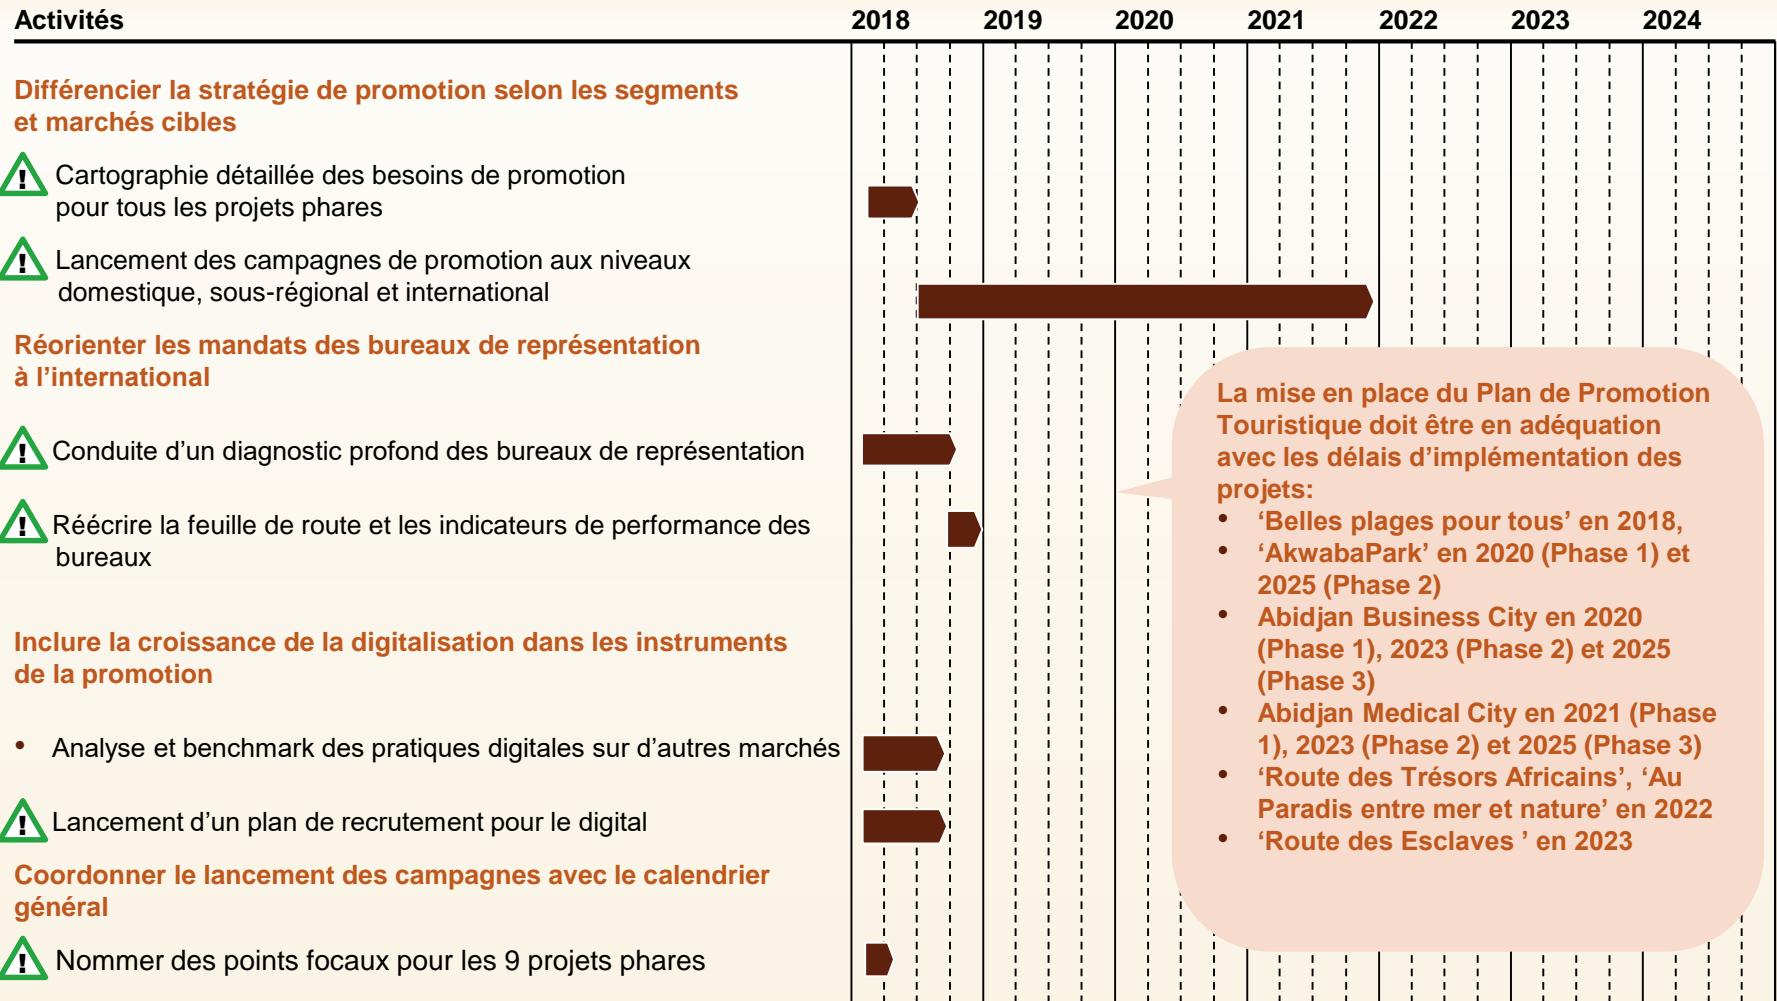 Activités 2018 2019 2020 2021 2022 2023 2024
Différencier la stratégie de promotion selon les segments
et marchés cibles
! Cartographie détaillée des besoins de promotion
pour tous les projets phares
! Lancement des campagnes de promotion aux niveaux
domestique, sous-régional et international
Réorienter les mandats des bureaux de représentation
à l’international
! Conduite d’un diagnostic profond des bureaux de représentation
! Réécrire la feuille de route et les indicateurs de performance des
bureaux
Inclure la croissance de la digitalisation dans les instruments
de la promotion
• Analyse et benchmark des pratiques digitales sur d’autres marchés
! Lancement d’un plan de recrutement pour le digital
Coordonner le lancement des campagnes avec le calendrier
général
! Nommer des points focaux pour les 9 projets phares
La mise en place du Plan de Promotion
Touristique doit être en adéquation
avec les délais d’implémentation des
projets:
• ‘Belles plages pour tous’ en 2018,
• ‘AkwabaPark’ en 2020 (Phase 1) et
2025 (Phase 2)
• Abidjan Business City en 2020
(Phase 1), 2023 (Phase 2) et 2025
(Phase 3)
• Abidjan Medical City en 2021 (Phase
1), 2023 (Phase 2) et 2025 (Phase 3)
• ‘Route des Trésors Africains’, ‘Au
Paradis entre mer et nature’ en 2022
• ‘Route des Esclaves ’ en 2023